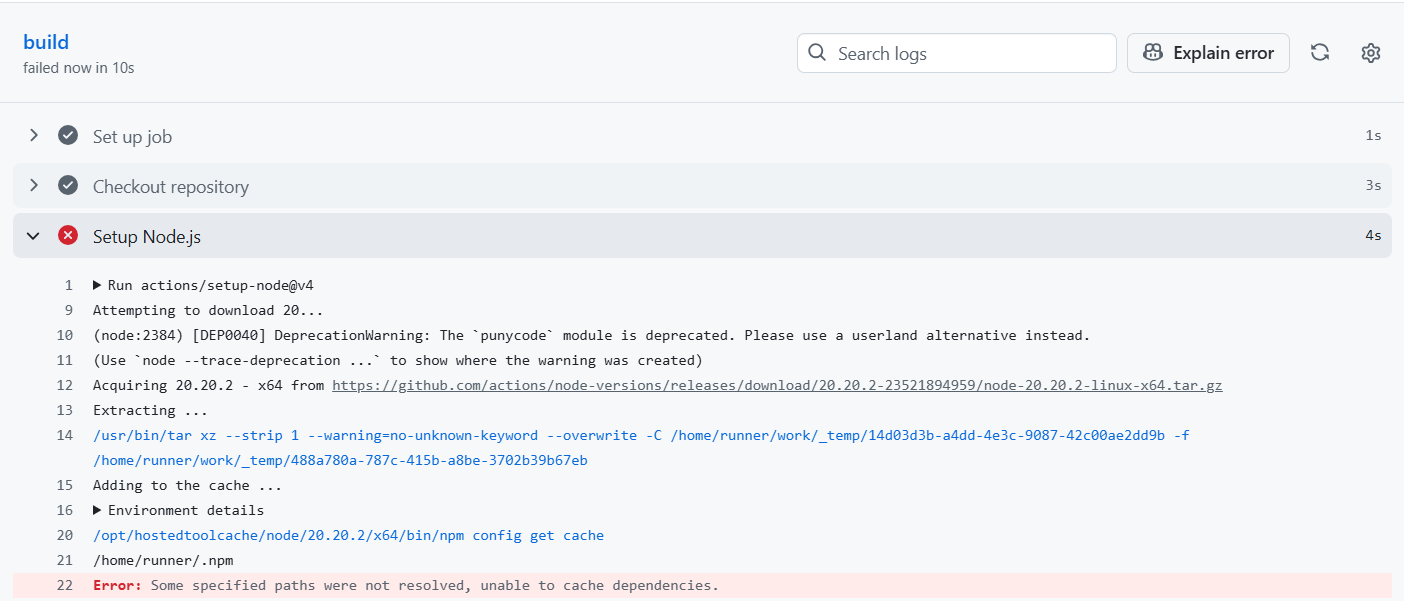 build
failed now in 10s
Search logs
Explain error
Set up job
1s
Checkout repository
3s
Setup Node.js
4s
1 Run actions/setup-node@v4
9 Attempting to download 20...
10 (node:2384) [DEP0040] DeprecationWarning: The `punycode` module is deprecated. Please use a userland alternative instead.
11 (Use `node --trace-deprecation ...` to show where the warning was created)
12 Acquiring 20.20.2 - x64 from https://github.com/actions/node-versions/releases/download/20.20.2-23521894959/node-20.20.2-linux-x64.tar.gz
13 Extracting ...
14 /usr/bin/tar xz --strip 1 --warning=no-unknown-keyword --overwrite -C /home/runner/work/_temp/14d03d3b-a4dd-4e3c-9087-42c00ae2dd9b -f
/home/runner/work/_temp/488a780a-787c-415b-a8be-3702b39b67eb
15 Adding to the cache ...
16 Environment details
20 /opt/hostedtoolcache/node/20.20.2/x64/bin/npm config get cache
21 /home/runner/.npm
22 Error: Some specified paths were not resolved, unable to cache dependencies.